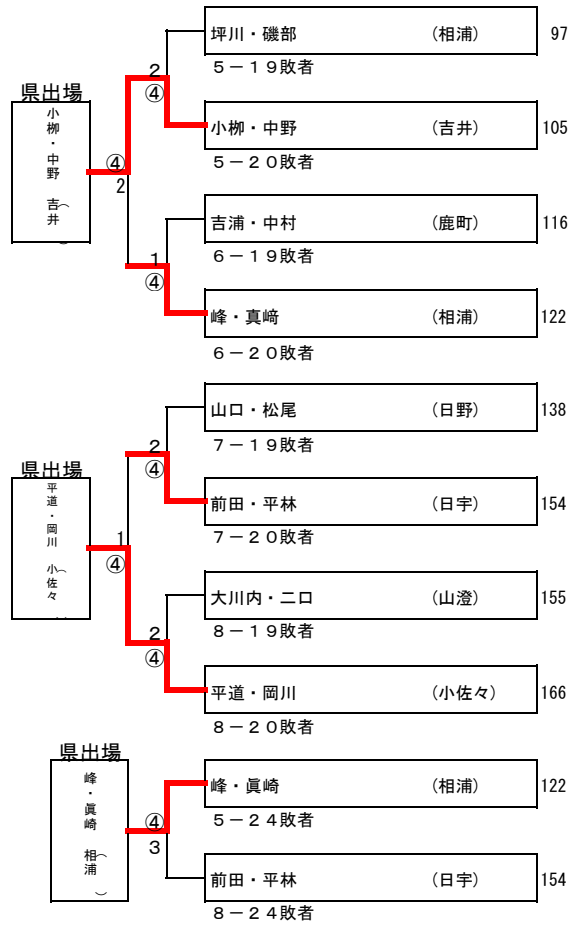 坪川・磯部 （相浦） 97
5－19敗者
2
④
県出場
小栁・中野 （吉井）
小栁・中野 （吉井） 105
5－20敗者
④
2
吉浦・中村 （鹿町） 116
6－19敗者
1
④
峰・真﨑 （相浦） 122
6－20敗者
山口・松尾 （日野） 138
7－19敗者
2
④
県出場
平道・岡川 （小佐々
前田・平林 （日宇） 154
7－20敗者
1
④
大川内・二口 （山澄） 155
8－19敗者
2
④
平道・岡川 （小佐々） 166
8－20敗者
県出場
峰・眞崎 （相浦）
峰・眞崎 （相浦） 122
5－24敗者
④
3
前田・平林 （日宇） 154
8－24敗者